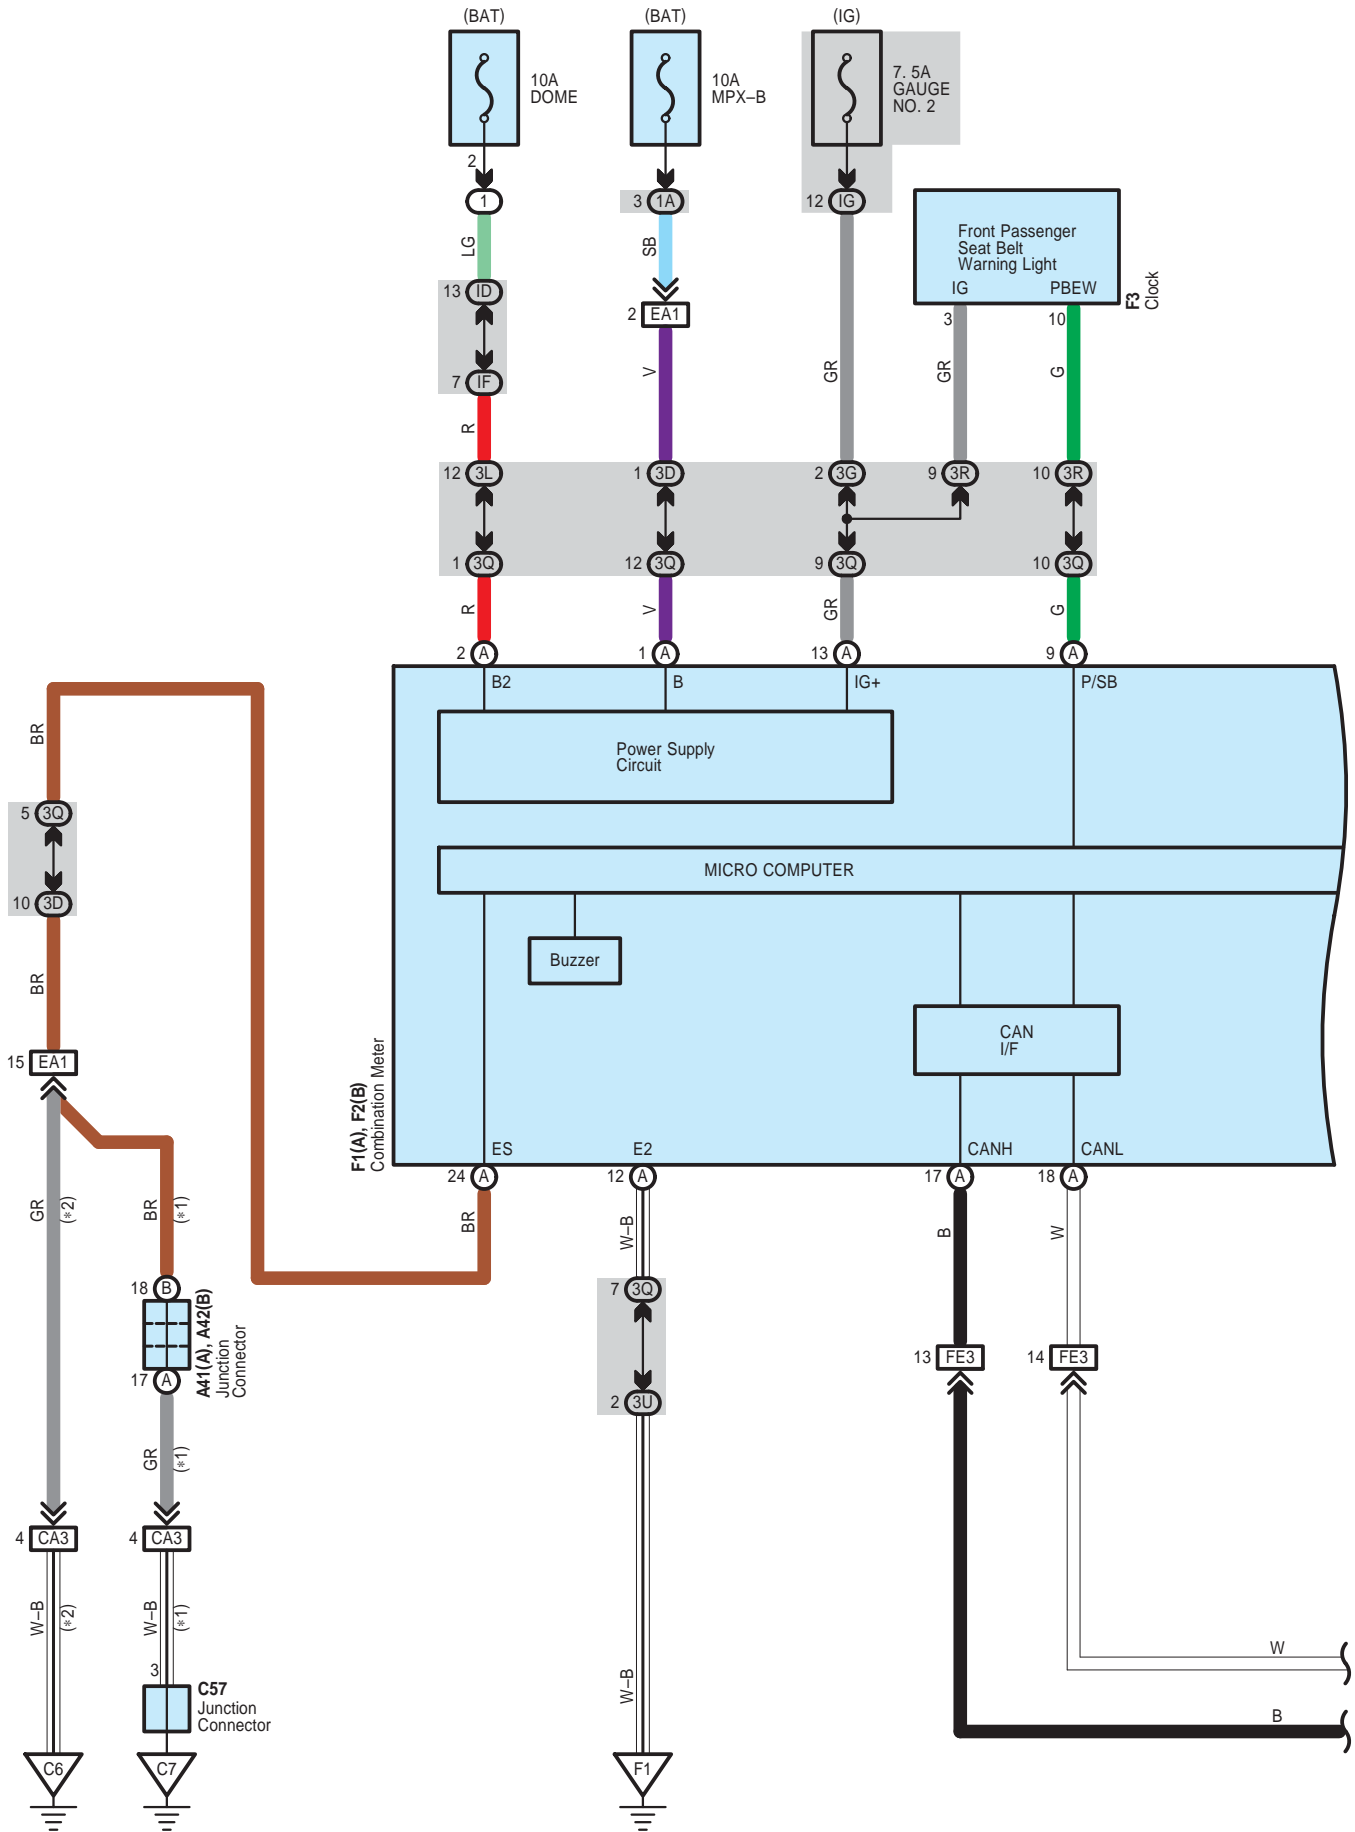 (BAT)
(BAT)
(IG)
10A
DOME
10A
MPX–B
7. 5A
GAUGE
NO. 2
2
1
3 1A
12 IG
LG
SB
Front Passenger
Seat Belt
Warning Light
IG
PBEW
F3
Clock
13 ID
2 EA1
3
10
7 IF
V
GR
GR
G
R
12 3L
1 3D
2 3G
9 3R
10 3R
1 3Q
12 3Q
9 3Q
10 3Q
R
V
GR
G
2 A
1 A
13 A
9 A
B2
B
IG+
P/SB
BR
Power Supply
Circuit
5 3Q
MICRO COMPUTER
10 3D
Buzzer
BR
CAN
I/F
15 EA1
F1(A), F2(B)
Combination Meter
ES
E2
CANH
CANL
24 A
12 A
17 A
18 A
GR
(*2)
BR
(*1)
BR
W–B
B
W
18 B
7 3Q
A41(A), A42(B)
Junction
Connector
13 FE3
14 FE3
17 A
2 3U
GR
(*1)
4 CA3
4 CA3
W–B
(*2)
W–B
(*1)
W
3
C57
Junction
Connector
W–B
B
C6
C7
F1